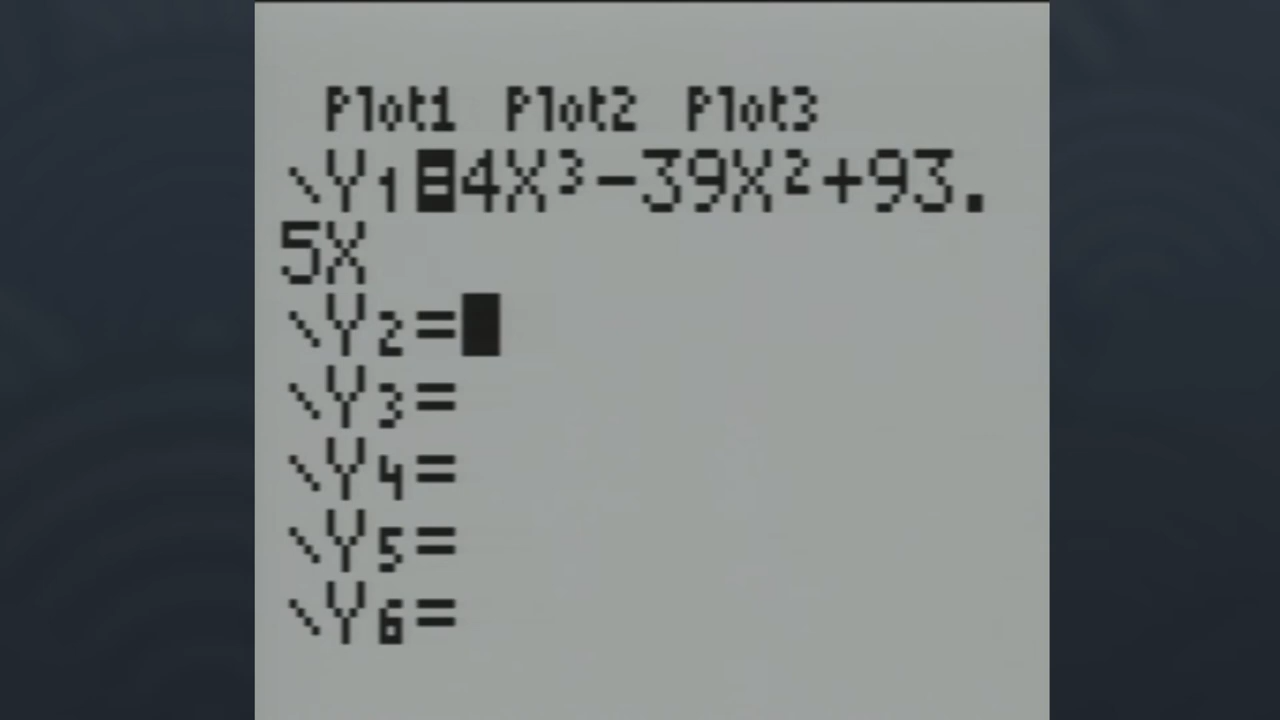 Plot1 Plot2 Plot3
\Y₁=4X³-39X²+93.
5X
\Y₂=
\Y₃=
\Y₄=
\Y₅=
\Y₆=